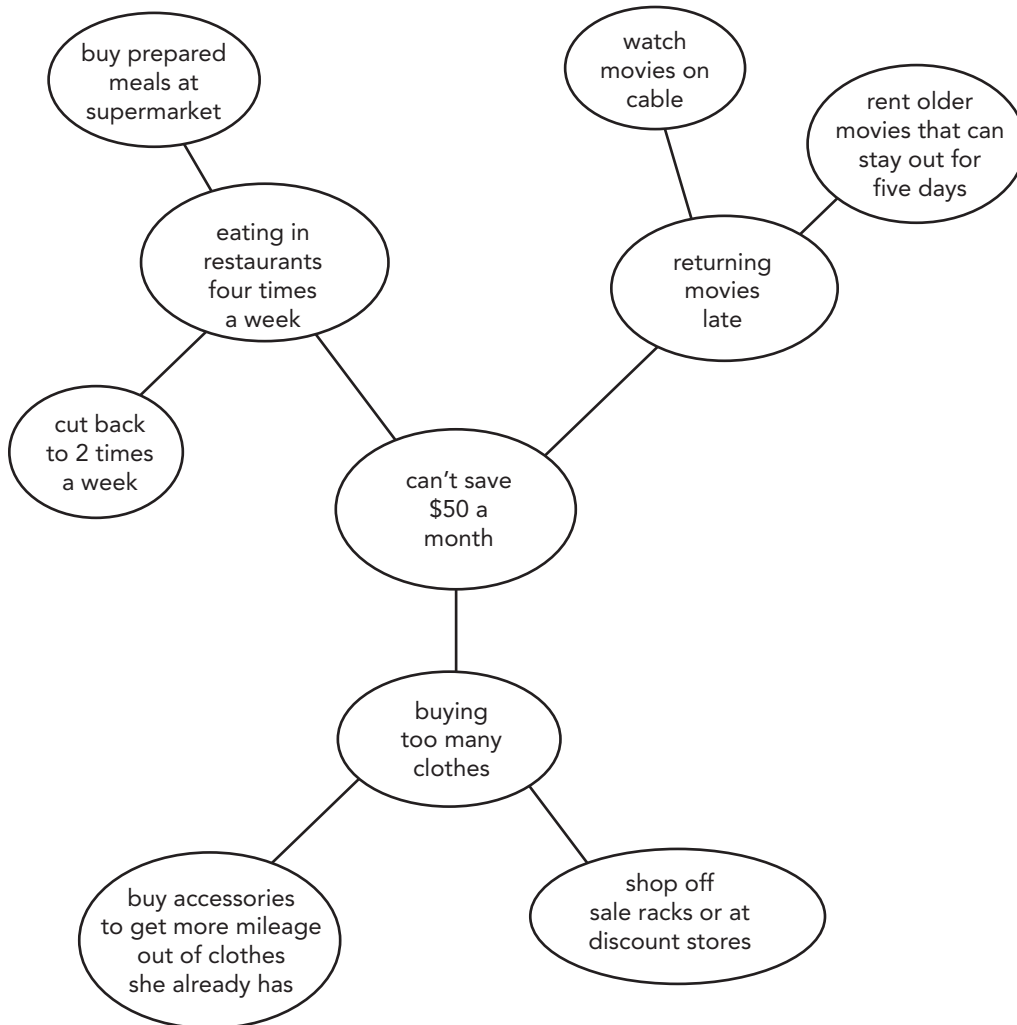 buy prepared
meals at
supermarket
watch
movies on
cable
rent older
movies that can
stay out for
five days
eating in
restaurants
four times
a week
returning
movies
late
cut back
to 2 times
a week
can't save
$50 a
month
buying
too many
clothes
buy accessories
to get more mileage
out of clothes
she already has
shop off
sale racks or at
discount stores